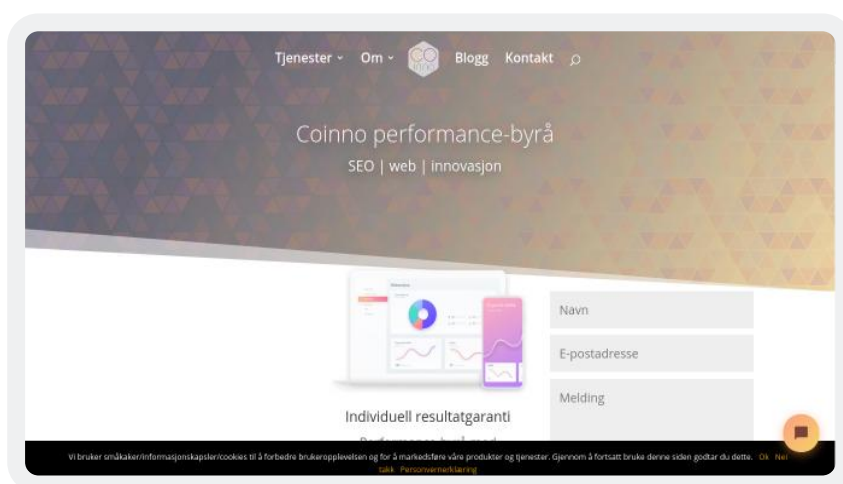 Tjenester Om CO inno Blogg Kontakt
Coinno performance-byrå
SEO | web | innovasjon
Navn
E-postadresse
Melding
Individuell resultatgaranti
Vi bruker småkaker/informasjonskapsler/cookies til å forbedre brukeropplevelsen og for å markedsføre våre produkter og tjenester. Gjennom å fortsatt bruke denne siden godtar du dette. Ok Nei
takk Personvernerklæring